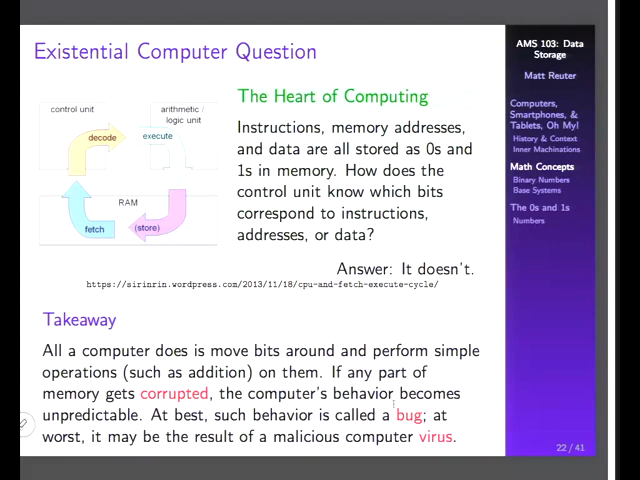 Existential Computer Question
control unit
arithmetic /
logic unit
decode
execute
RAM
fetch
(store)
The Heart of Computing
Instructions, memory addresses,
and data are all stored as 0s and
1s in memory. How does the
control unit know which bits
correspond to instructions,
addresses, or data?
Answer: It doesn't.
https://sirinrin.wordpress.com/2013/11/18/cpu-and-fetch-execute-cycle/
Takeaway
All a computer does is move bits around and perform simple
operations (such as addition) on them. If any part of
memory gets corrupted, the computer's behavior becomes
unpredictable. At best, such behavior is called a bug; at
worst, it may be the result of a malicious computer virus.
AMS 103: Data
Storage
Matt Reuter
Computers,
Smartphones, &
Tablets, Oh My!
History & Context
Inner Machinations
Math Concepts
Binary Numbers
Base Systems
The 0s and 1s
Numbers
22 / 41